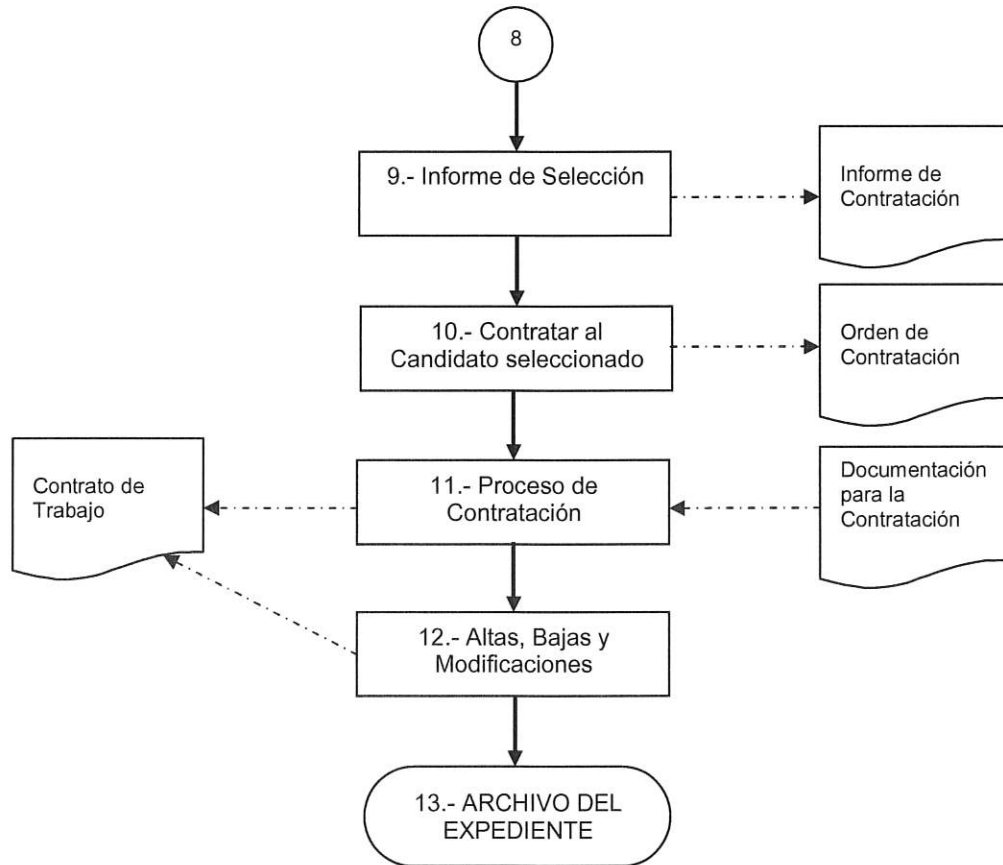 8
9.- Informe de Selección
Informe de
Contratación
10.- Contratar al
Candidato seleccionado
Orden de
Contratación
Contrato de
Trabajo
11.- Proceso de
Contratación
Documentación
para la
Contratación
12.- Altas, Bajas y
Modificaciones
13.- ARCHIVO DEL
EXPEDIENTE